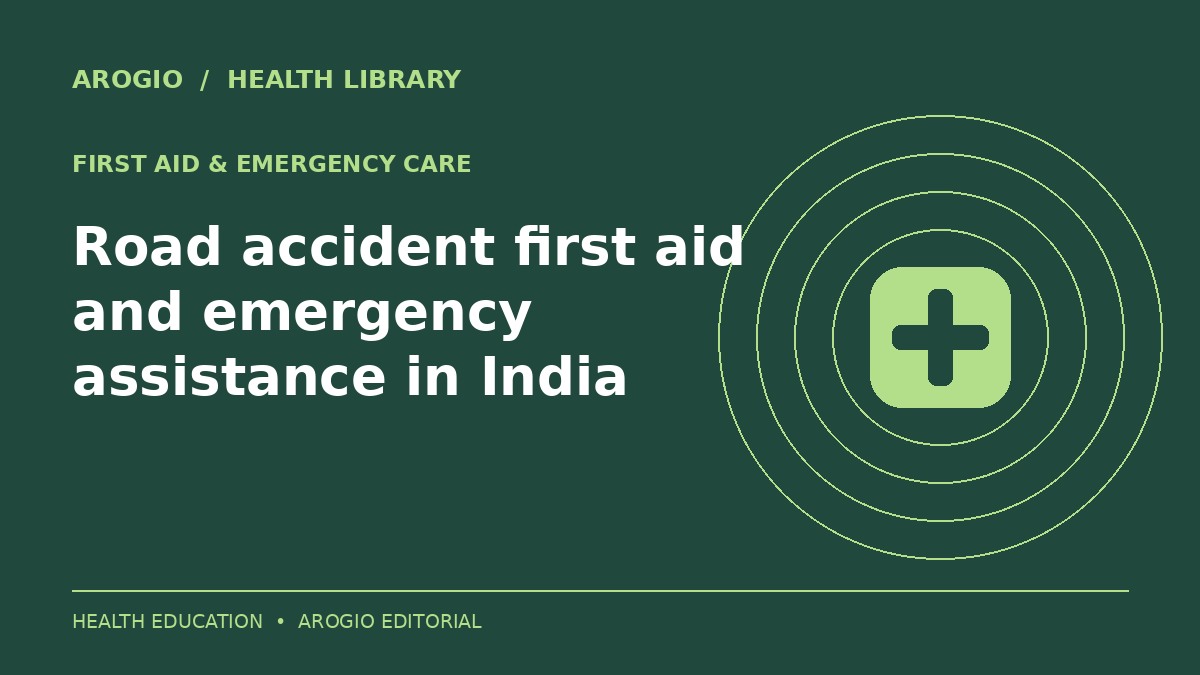 AROGIO / HEALTH LIBRARY
FIRST AID & EMERGENCY CARE
Road accident first aid
and emergency
assistance in India
HEALTH EDUCATION • AROGIO EDITORIAL